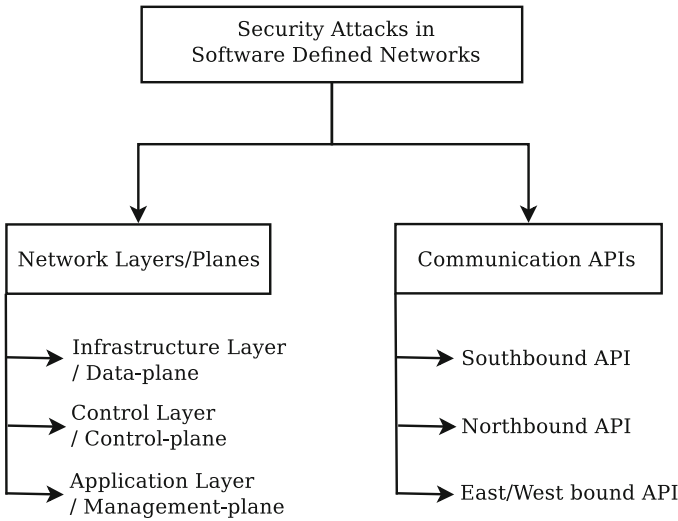 Security Attacks in
Software Defined Networks
Network Layers/Planes
Infrastructure Layer
/ Data-plane
Control Layer
/ Control-plane
Application Layer
/ Management-plane
Communication APIs
Southbound API
Northbound API
East/West bound API